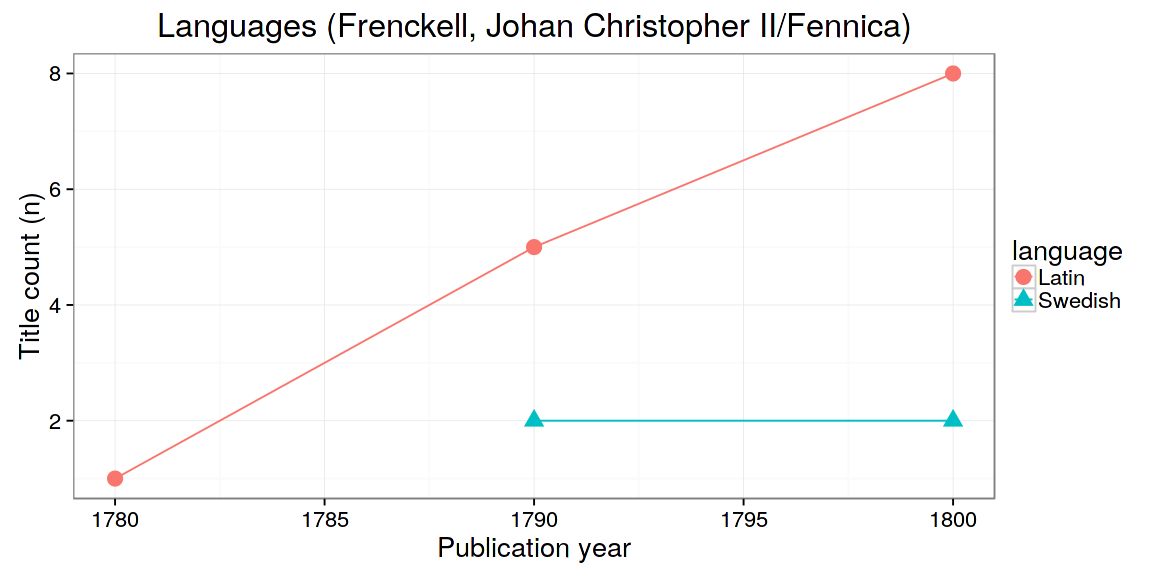 Languages (Frenckell, Johan Christopher II/Fennica)
Title count (n)
8
6
4
2
1780
1785
1790
1795
1800
Publication year
language
Latin
Swedish